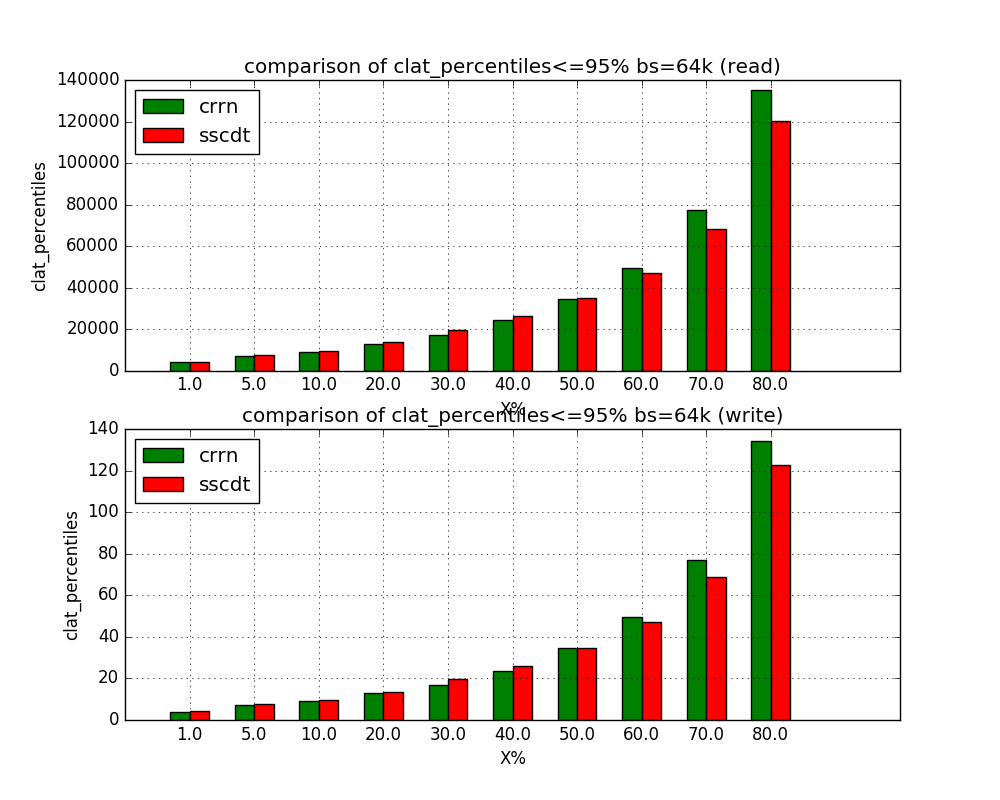 comparison of clat_percentiles<=95% bs=64k (read)
140000
120000
100000
80000
60000
40000
20000
0
clat_percentiles
crrn
sscdt
1.0 5.0 10.0 20.0 30.0 40.0 50.0 60.0 70.0 80.0
X%
comparison of clat_percentiles<=95% bs=64k (write)
140
120
100
80
60
40
20
0
clat_percentiles
crrn
sscdt
1.0 5.0 10.0 20.0 30.0 40.0 50.0 60.0 70.0 80.0
X%